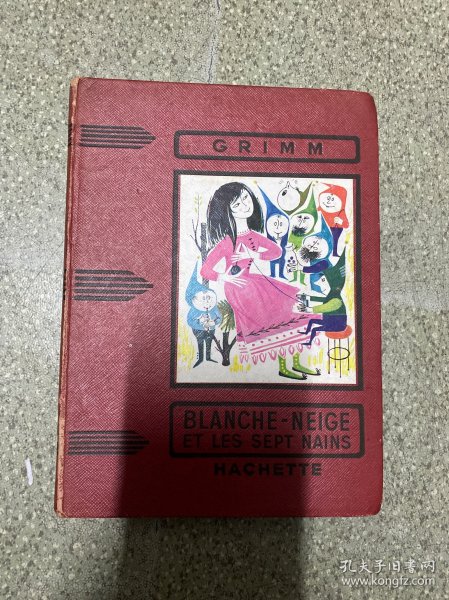 GRIMM
BLANCHE-NEIGE
ET LES SEPT NAINS
HACHETTE
孔夫子旧书网
www.kongfz.com